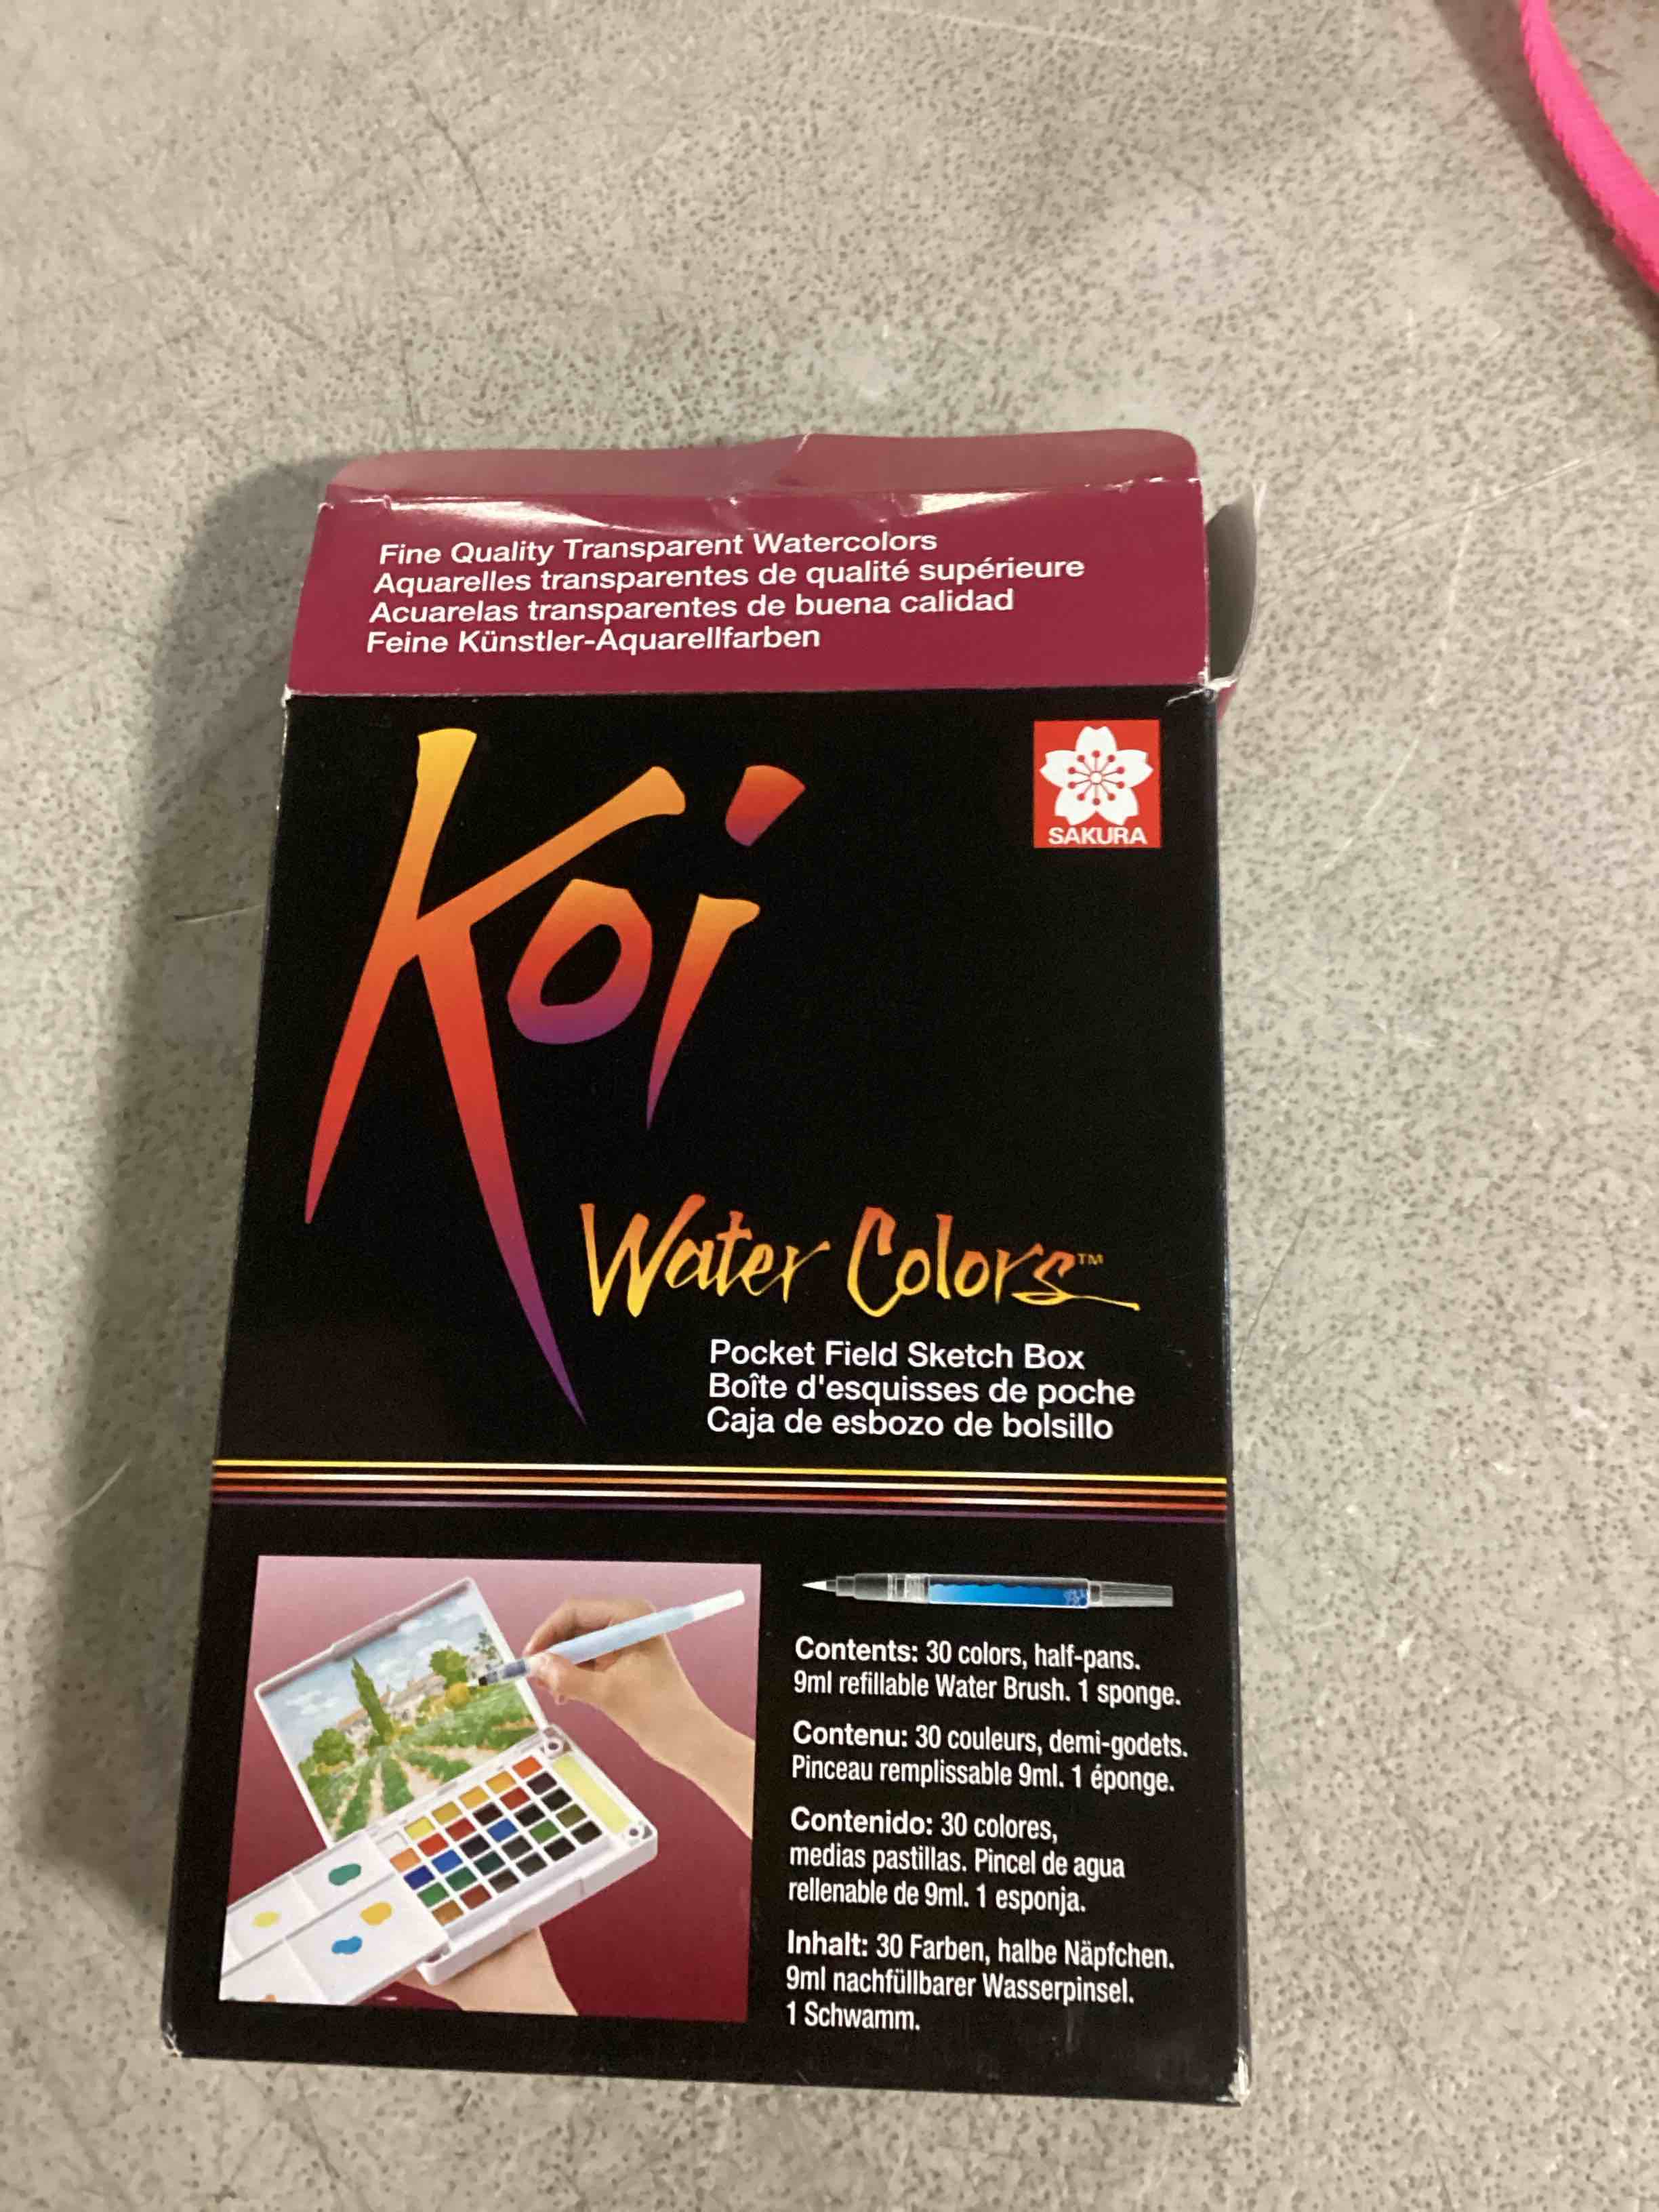 Fine Quality Transparent Watercolors
Aquarelles transparentes de qualité supérieure
Acuarelas transparentes de buena calidad
Feine Künstler-Aquarellfarben
Koi
SAKURA
Water Colors™
Pocket Field Sketch Box
Boîte d'esquisses de poche
Caja de esbozo de bolsillo
Contents: 30 colors, half-pans.
9ml refillable Water Brush. 1 sponge.
Contenu: 30 couleurs, demi-godets.
Pinceau remplissable 9ml. 1 éponge.
Contenido: 30 colores,
medias pastillas. Pincel de agua
rellenable de 9ml. 1 esponja.
Inhalt: 30 Farben, halbe Näpfchen.
9ml nachfüllbarer Wasserpinsel.
1 Schwamm.